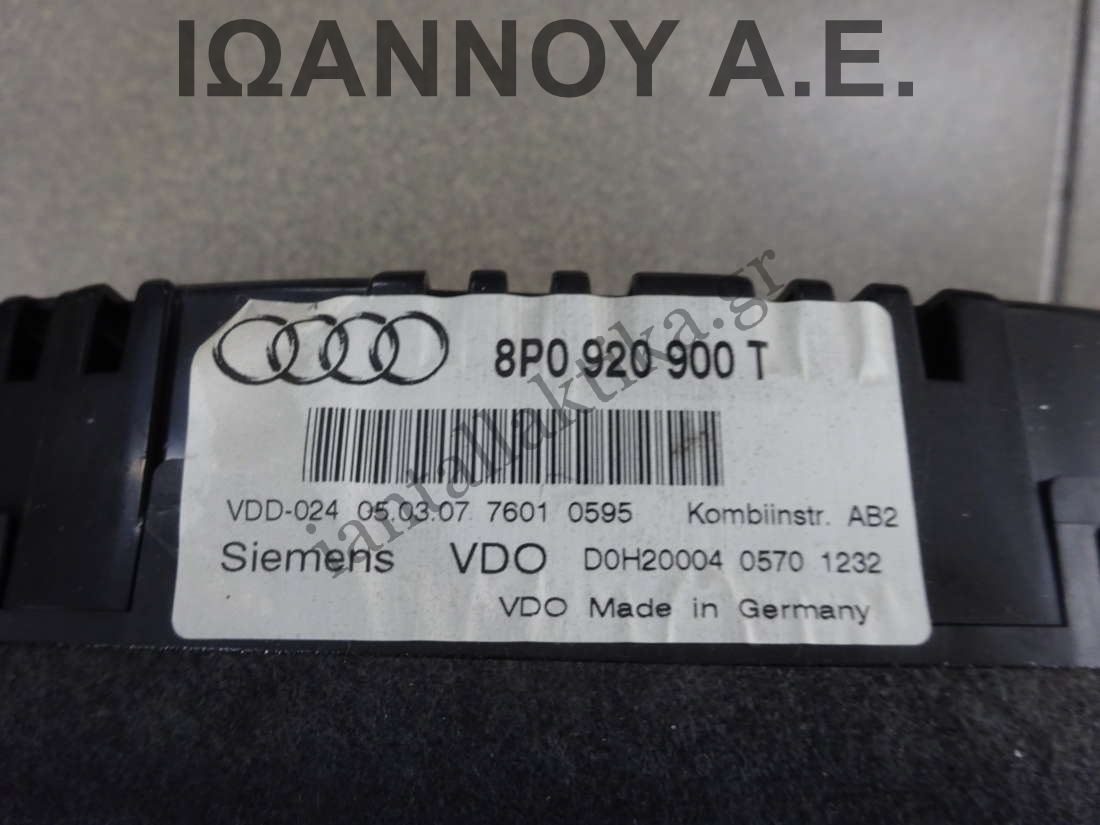 ΙΩΑΝΝΟΥ Α.Ε.
8P0 920 900 T
VDD-024 05.03.07 7601 0595 Kombiinstr. AB2
Siemens VDO D0H20004 0570 1232
VDO Made in Germany
iantallaktika.gr